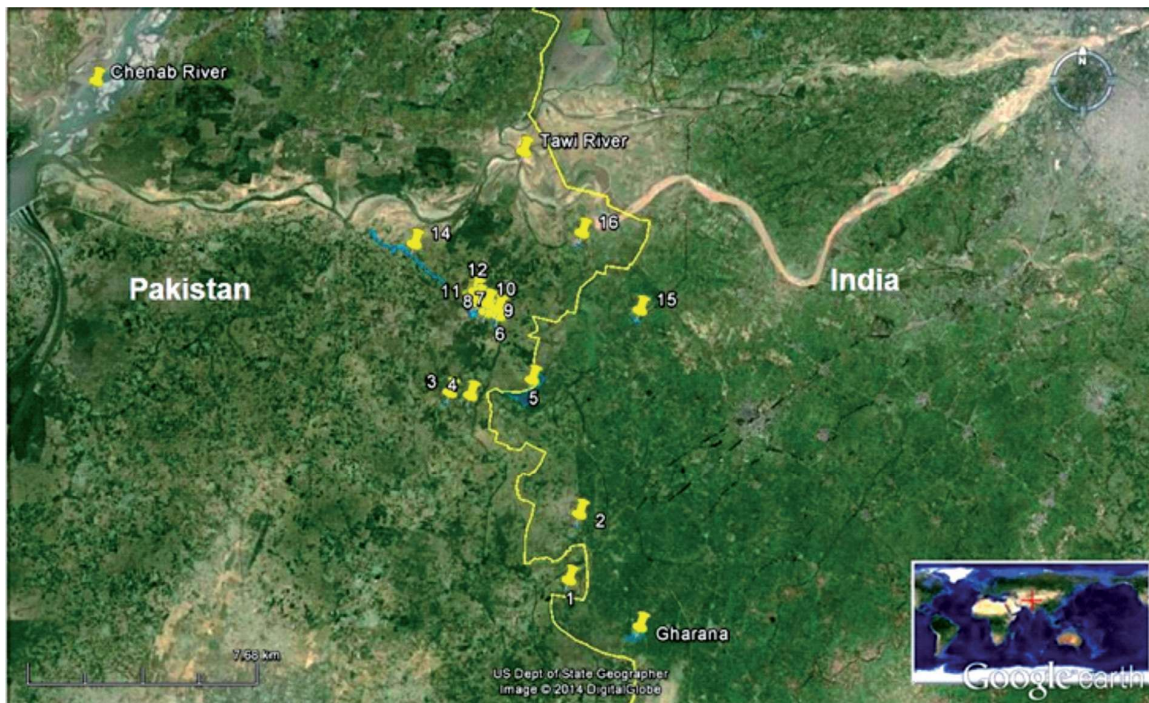 Chenab River
Tawi River
16
14
Pakistan
India
12
11
10
8
7
9
15
6
3
4
5
2
1
Gharana
7.68 km
US Dept of State Geographer
Image © 2014 DigitalGlobe
N
Google earth